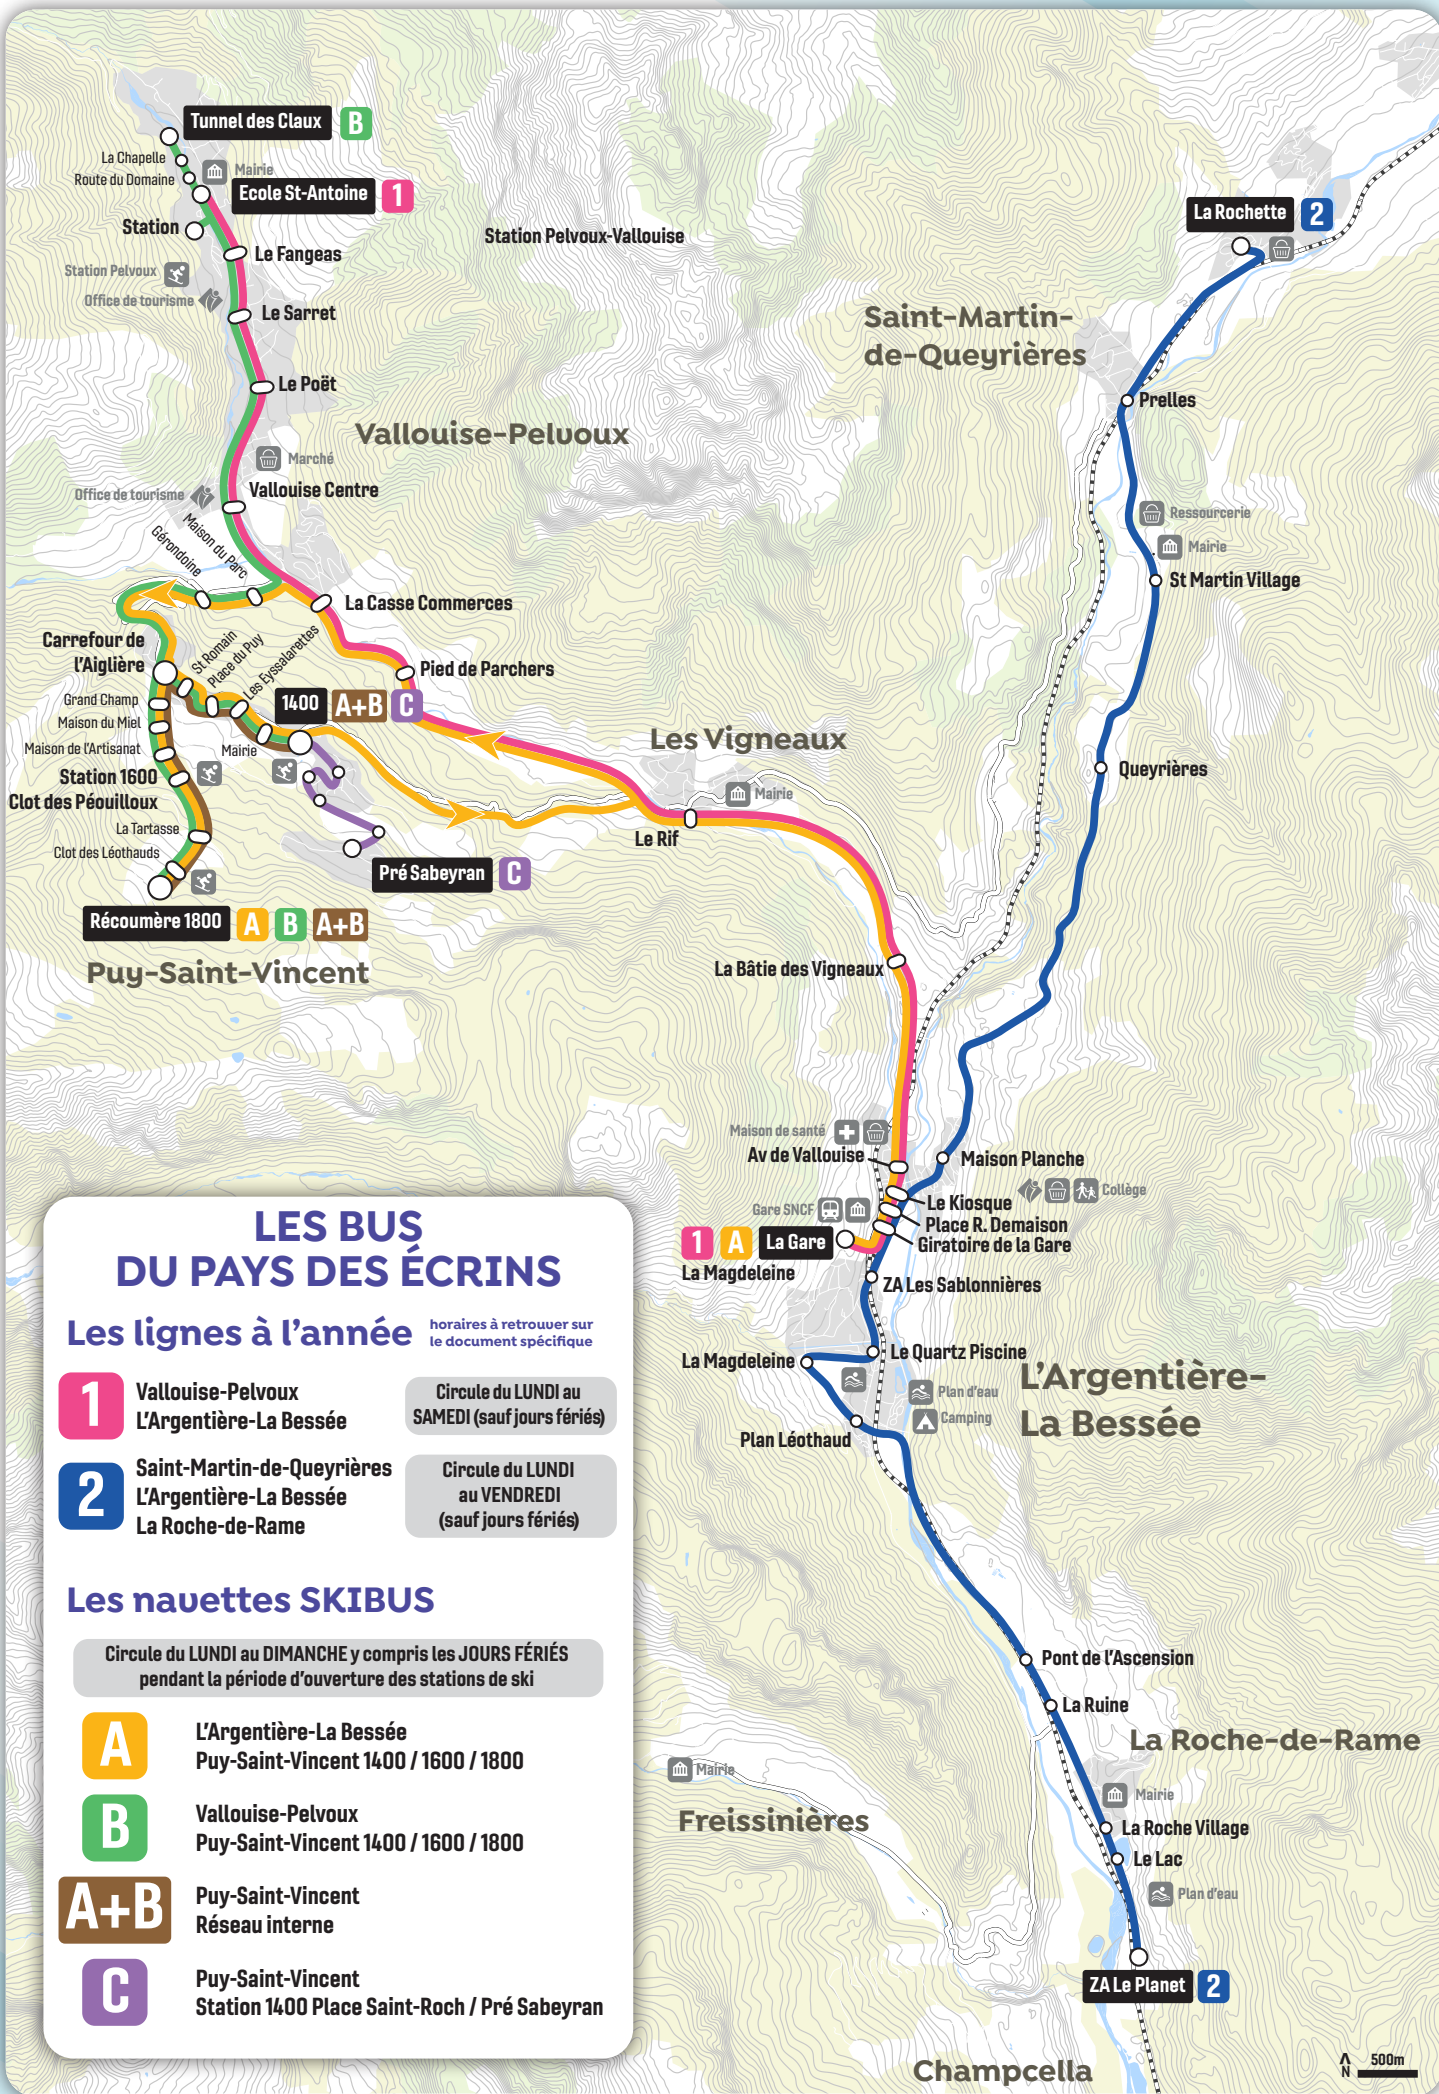 Tunnel des Claux B
La Chapelle
Mairie
Route du Domaine
Ecole St-Antoine 1
Station
Le Fangeas
Station Pelvoux
Office de tourisme
Le Sarret
Le Poët
Station Pelvoux-Vallouise
Vallouise-Pelvoux
Marché
Office de tourisme
Vallouise Centre
Maison du Parc
Gérondoine
La Casse Commerces
Carrefour de
l'Aiglière
St Romain
Place du Puy
Les Eyssalarettes
Pied de Parchers
Grand Champ
Maison du Miel
Maison de l'Artisanat
1400 A+B C
Mairie
Station 1600
Clot des Péouilloux
La Tartasse
Clot des Léothauds
Pré Sabeyran C
Récoumère 1800 A B A+B
Puy-Saint-Vincent
Les Vigneaux
Mairie
Le Rif
La Rochette 2
Saint-Martin-
de-Queyrières
Prelles
Ressourcerie
Mairie
St Martin Village
Queyrières
La Bâtie des Vigneaux
Maison de santé
Av de Vallouise
Maison Planche
Collège
Gare SNCF
Le Kiosque
Place R. Demaison
Giratoire de la Gare
1 A La Gare
La Magdeleine
ZA Les Sablonnières
Le Quartz Piscine
La Magdeleine
L'Argentière-
La Bessée
Plan d'eau
Camping
Plan Léothaud
Pont de l'Ascension
La Ruine
La Roche-de-Rame
Mairie
Mairie
Freissinières
La Roche Village
Le Lac
Plan d'eau
ZA Le Planet 2
Champcella
N
500m
LES BUS
DU PAYS DES ÉCRINS
Les lignes à l'année
horaires à retrouver sur
le document spécifique
1
Vallouise-Pelvoux
L'Argentière-La Bessée
Circule du LUNDI au
SAMEDI (sauf jours fériés)
2
Saint-Martin-de-Queyrières
L'Argentière-La Bessée
La Roche-de-Rame
Circule du LUNDI
au VENDREDI
(sauf jours fériés)
Les navettes SKIBUS
Circule du LUNDI au DIMANCHE y compris les JOURS FÉRIÉS
pendant la période d'ouverture des stations de ski
A
L'Argentière-La Bessée
Puy-Saint-Vincent 1400 / 1600 / 1800
B
Vallouise-Pelvoux
Puy-Saint-Vincent 1400 / 1600 / 1800
A+B
Puy-Saint-Vincent
Réseau interne
C
Puy-Saint-Vincent
Station 1400 Place Saint-Roch / Pré Sabeyran